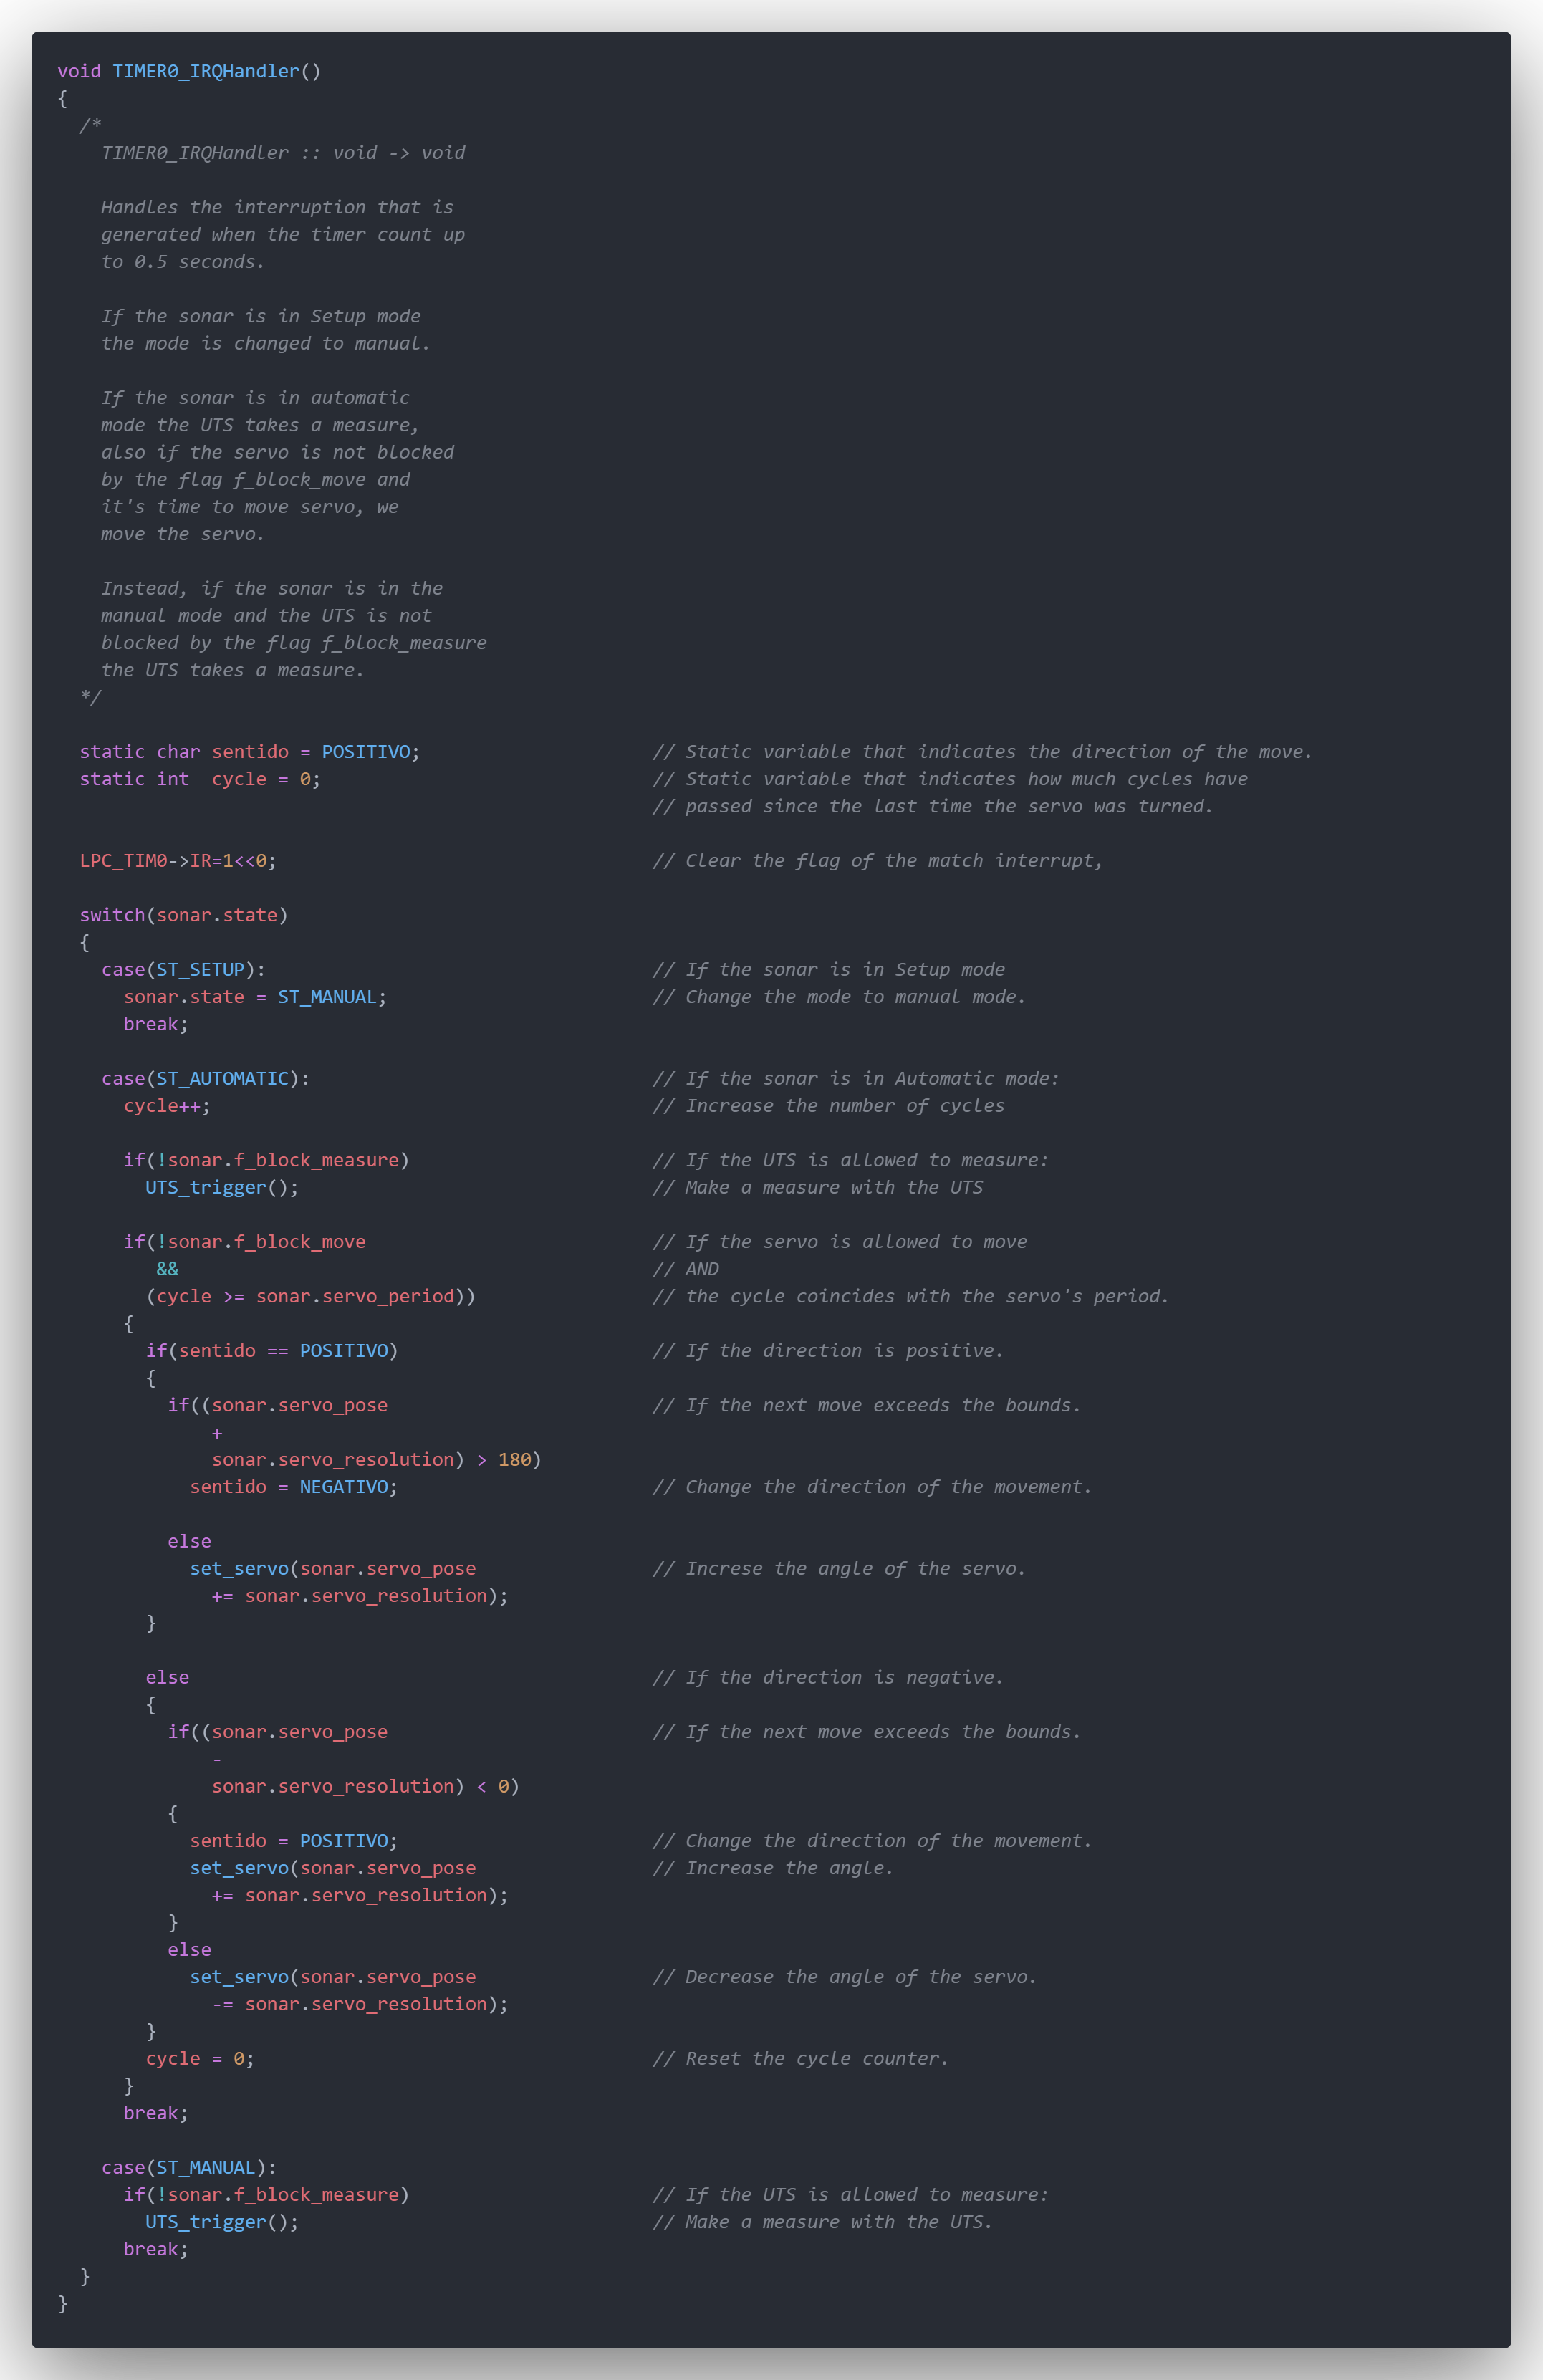 void TIMER0_IRQHandler()
{
/*
TIMER0_IRQHandler :: void -> void
Handles the interruption that is
generated when the timer count up
to 0.5 seconds.
If the sonar is in Setup mode
the mode is changed to manual.
If the sonar is in automatic
mode the UTS takes a measure,
also if the servo is not blocked
by the flag f_block_move and
it's time to move servo, we
move the servo.
Instead, if the sonar is in the
manual mode and the UTS is not
blocked by the flag f_block_measure
the UTS takes a measure.
*/
static char sentido = POSITIVO; // Static variable that indicates the direction of the move.
static int  cycle = 0; // Static variable that indicates how much cycles have
// passed since the last time the servo was turned.
LPC_TIM0->IR=1<<0; // Clear the flag of the match interrupt,
switch(sonar.state)
{
case(ST_SETUP): // If the sonar is in Setup mode
sonar.state = ST_MANUAL; // Change the mode to manual mode.
break;
case(ST_AUTOMATIC): // If the sonar is in Automatic mode:
cycle++; // Increase the number of cycles
if(!sonar.f_block_measure) // If the UTS is allowed to measure:
UTS_trigger(); // Make a measure with the UTS
if(!sonar.f_block_move // If the servo is allowed to move
&& // AND
(cycle >= sonar.servo_period)) // the cycle coincides with the servo's period.
{
if(sentido == POSITIVO) // If the direction is positive.
{
if((sonar.servo_pose // If the next move exceeds the bounds.
+
sonar.servo_resolution) > 180)
sentido = NEGATIVO; // Change the direction of the movement.
else
set_servo(sonar.servo_pose // Increse the angle of the servo.
+= sonar.servo_resolution);
}
else // If the direction is negative.
{
if((sonar.servo_pose // If the next move exceeds the bounds.
-
sonar.servo_resolution) < 0)
{
sentido = POSITIVO; // Change the direction of the movement.
set_servo(sonar.servo_pose // Increase the angle.
+= sonar.servo_resolution);
}
else
set_servo(sonar.servo_pose // Decrease the angle of the servo.
-= sonar.servo_resolution);
}
cycle = 0; // Reset the cycle counter.
}
break;
case(ST_MANUAL):
if(!sonar.f_block_measure) // If the UTS is allowed to measure:
UTS_trigger(); // Make a measure with the UTS.
break;
}
}